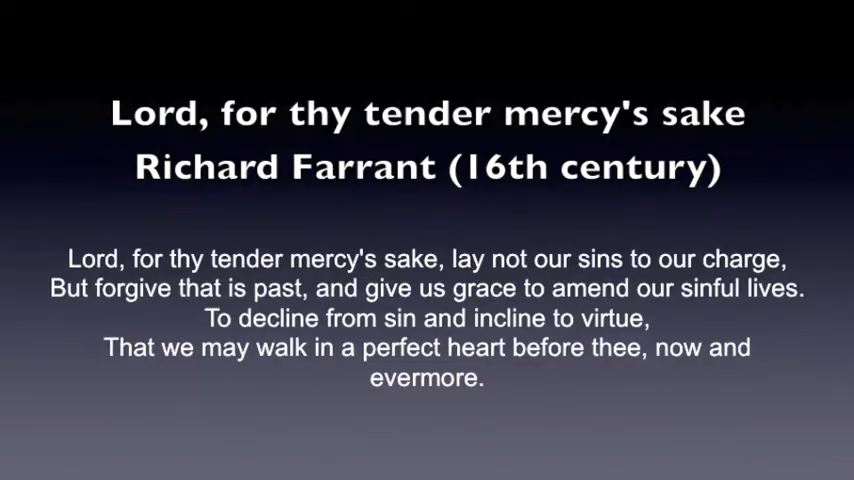 Lord, for thy tender mercy's sake
Richard Farrant (16th century)
Lord, for thy tender mercy's sake, lay not our sins to our charge,
But forgive that is past, and give us grace to amend our sinful lives.
To decline from sin and incline to virtue,
That we may walk in a perfect heart before thee, now and
evermore.